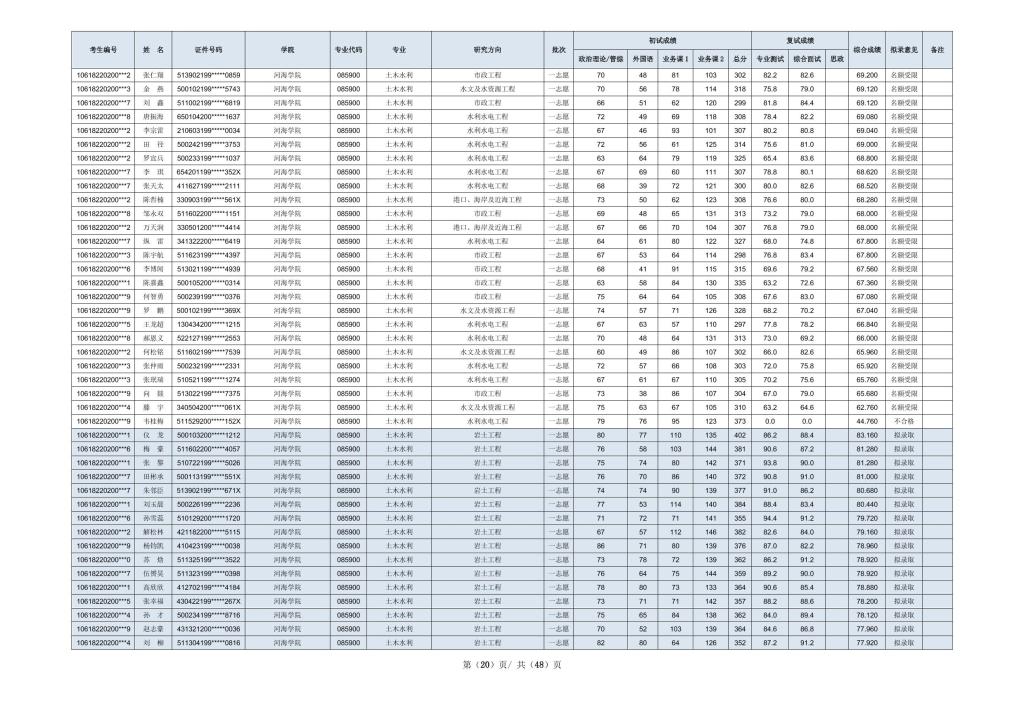 考生编号 姓 名 证件号码 学院 专业代码 专业 研究方向 批次 初试成绩 复试成绩 综合成绩 拟录意见 备注
政治理论/管综 外国语 业务课1 业务课2 总分 专业测试 综合面试 思政
10618220200***2 张仁翔 513902199*****0859 河海学院 085900 土木水利 市政工程 一志愿 70 48 81 103 302 82.2 82.6 69.200 名额受限
10618220200***3 余 燕 500102199*****5743 河海学院 085900 土木水利 水文及水资源工程 一志愿 70 56 78 114 318 75.8 79.0 69.120 名额受限
10618220200***7 刘 鑫 511002199*****6819 河海学院 085900 土木水利 市政工程 一志愿 66 51 62 120 299 81.8 84.4 69.120 名额受限
10618220200***8 唐振海 650104200*****1637 河海学院 085900 土木水利 水利水电工程 一志愿 72 49 69 118 308 78.4 82.2 69.080 名额受限
10618220200***2 李宗雷 210603199*****0034 河海学院 085900 土木水利 水利水电工程 一志愿 67 46 93 101 307 80.2 80.8 69.040 名额受限
10618220200***2 田 径 500242199*****3753 河海学院 085900 土木水利 水利水电工程 一志愿 72 56 61 125 314 75.6 81.0 69.000 名额受限
10618220200***2 罗宜兵 500233199*****1037 河海学院 085900 土木水利 水利水电工程 一志愿 63 64 79 119 325 65.4 83.6 68.800 名额受限
10618220200***7 李 琪 654201199*****352X 河海学院 085900 土木水利 水利水电工程 一志愿 67 69 60 111 307 78.8 80.1 68.620 名额受限
10618220200***7 张天太 411627199*****2111 河海学院 085900 土木水利 水利水电工程 一志愿 68 39 72 121 300 80.0 82.6 68.520 名额受限
10618220200***2 陈哲楠 330903199*****561X 河海学院 085900 土木水利 港口、海岸及近海工程 一志愿 73 50 62 123 308 76.6 80.0 68.280 名额受限
10618220200***8 邹永双 511602200*****1151 河海学院 085900 土木水利 市政工程 一志愿 69 48 65 131 313 73.2 79.0 68.000 名额受限
10618220200***2 万天润 330501200*****4414 河海学院 085900 土木水利 港口、海岸及近海工程 一志愿 67 66 70 104 307 76.8 79.0 68.000 名额受限
10618220200***7 纵 雷 341322200*****6419 河海学院 085900 土木水利 水利水电工程 一志愿 64 61 80 122 327 68.0 74.8 67.800 名额受限
10618220200***3 陈宇航 511623199*****4397 河海学院 085900 土木水利 市政工程 一志愿 67 53 64 114 298 76.8 83.4 67.800 名额受限
10618220200***6 李博闻 513021199*****4939 河海学院 085900 土木水利 市政工程 一志愿 68 41 91 115 315 69.6 79.2 67.560 名额受限
10618220200***1 陈嘉鑫 500105200*****0314 河海学院 085900 土木水利 市政工程 一志愿 63 58 84 130 335 63.2 72.6 67.360 名额受限
10618220200***9 何智勇 500239199*****0376 河海学院 085900 土木水利 市政工程 一志愿 75 64 64 105 308 67.6 83.0 67.080 名额受限
10618220200***9 罗 鹏 500102199*****369X 河海学院 085900 土木水利 水文及水资源工程 一志愿 74 57 71 126 328 68.2 70.2 67.040 名额受限
10618220200***5 王龙超 130434200*****1215 河海学院 085900 土木水利 水利水电工程 一志愿 67 63 57 110 297 77.8 78.2 66.840 名额受限
10618220200***8 郝恩义 522127199*****2553 河海学院 085900 土木水利 水利水电工程 一志愿 70 48 64 131 313 73.0 69.2 66.000 名额受限
10618220200***2 何松铭 511602199*****7539 河海学院 085900 土木水利 水文及水资源工程 一志愿 60 49 86 107 302 66.0 82.6 65.960 名额受限
10618220200***3 张仲雨 500232199*****2331 河海学院 085900 土木水利 水利水电工程 一志愿 72 57 66 108 303 72.0 75.8 65.920 名额受限
10618220200***3 张珉瑞 510521199*****1274 河海学院 085900 土木水利 水利水电工程 一志愿 67 61 67 110 305 70.2 75.6 65.760 名额受限
10618220200***9 向 燚 513022199*****7375 河海学院 085900 土木水利 市政工程 一志愿 73 38 86 107 304 67.0 79.0 65.680 名额受限
10618220200***4 滕 宇 340504200*****061X 河海学院 085900 土木水利 水文及水资源工程 一志愿 75 63 67 105 310 63.2 64.6 62.760 名额受限
10618220200***9 韦桂梅 511529200*****152X 河海学院 085900 土木水利 水利水电工程 一志愿 79 76 95 123 373 0.0 0.0 44.760 不合格
10618220200***1 仪 龙 500103200*****1212 河海学院 085900 土木水利 岩土工程 一志愿 80 77 110 135 402 86.2 88.4 83.160 拟录取
10618220200***6 梅 豪 511602200*****4057 河海学院 085900 土木水利 岩土工程 一志愿 76 58 103 144 381 90.6 87.2 81.280 拟录取
10618220200***1 张 黎 510722199*****5026 河海学院 085900 土木水利 岩土工程 一志愿 75 74 80 142 371 93.8 90.0 81.280 拟录取
10618220200***7 田彬承 500113199*****551X 河海学院 085900 土木水利 岩土工程 一志愿 76 70 86 140 372 90.8 91.0 81.000 拟录取
10618220200***7 朱邻臣 513902199*****671X 河海学院 085900 土木水利 岩土工程 一志愿 74 74 90 139 377 91.0 86.2 80.680 拟录取
10618220200***1 刘玉晨 500226199*****2236 河海学院 085900 土木水利 岩土工程 一志愿 77 53 114 140 384 88.4 83.4 80.440 拟录取
10618220200***6 孙雪蕊 510129200*****1720 河海学院 085900 土木水利 岩土工程 一志愿 71 72 71 141 355 94.4 91.2 79.720 拟录取
10618220200***2 解松林 421182200*****5115 河海学院 085900 土木水利 岩土工程 一志愿 67 57 112 146 382 82.6 84.0 79.160 拟录取
10618220200***9 杨钧凯 410423199*****0038 河海学院 085900 土木水利 岩土工程 一志愿 86 71 80 139 376 87.0 82.2 78.960 拟录取
10618220200***0 苏 焓 511325199*****3522 河海学院 085900 土木水利 岩土工程 一志愿 73 78 72 139 362 86.2 91.2 78.920 拟录取
10618220200***7 伍赟昊 511323199*****0398 河海学院 085900 土木水利 岩土工程 一志愿 76 64 75 144 359 89.2 90.0 78.920 拟录取
10618220200***1 高欣欣 412702199*****4184 河海学院 085900 土木水利 岩土工程 一志愿 78 80 73 133 364 90.6 85.4 78.880 拟录取
10618220200***5 张幸福 430422199*****267X 河海学院 085900 土木水利 岩土工程 一志愿 73 71 71 142 357 88.2 88.6 78.200 拟录取
10618220200***4 孙 才 500234199*****8716 河海学院 085900 土木水利 岩土工程 一志愿 75 65 84 138 362 84.0 89.4 78.120 拟录取
10618220200***9 赵志豪 431321200*****0036 河海学院 085900 土木水利 岩土工程 一志愿 70 52 103 139 364 84.6 86.8 77.960 拟录取
10618220200***4 刘 柳 511304199*****0816 河海学院 085900 土木水利 岩土工程 一志愿 82 80 64 126 352 87.2 91.2 77.920 拟录取
第（20）页/ 共（48）页